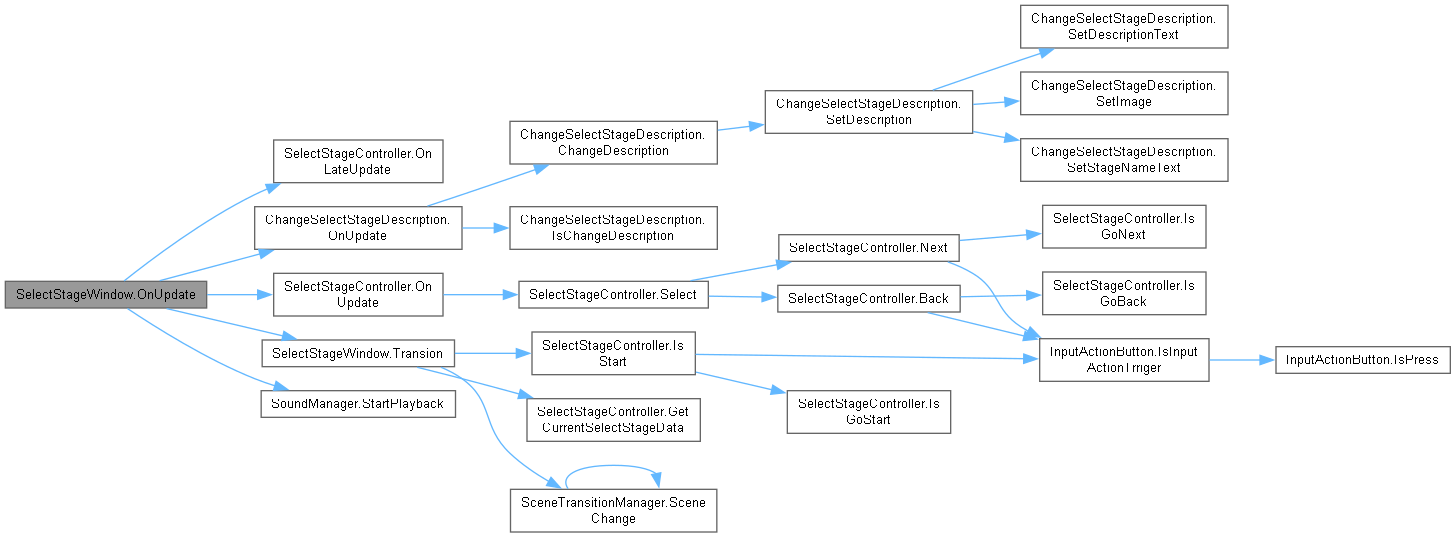 ChangeSelectStageDescription.
SetDescriptionText
ChangeSelectStageDescription.
SetImage
ChangeSelectStageDescription.
SetDescription
ChangeSelectStageDescription.
ChangeDescription
ChangeSelectStageDescription.
SetStageNameText
SelectStageController.On
LateUpdate
ChangeSelectStageDescription.
OnUpdate
ChangeSelectStageDescription.
IsChangeDescription
SelectStageController.Is
GoNext
SelectStageController.Next
SelectStageWindow.OnUpdate
SelectStageController.On
Update
SelectStageController.Select
SelectStageController.Back
SelectStageController.Is
GoBack
SelectStageWindow.Transion
SelectStageController.Is
Start
InputActionButton.IsInput
ActionTrriger
InputActionButton.IsPress
SoundManager.StartPlayback
SelectStageController.Get
CurrentSelectStageData
SelectStageController.Is
GoStart
SceneTransitionManager.Scene
Change